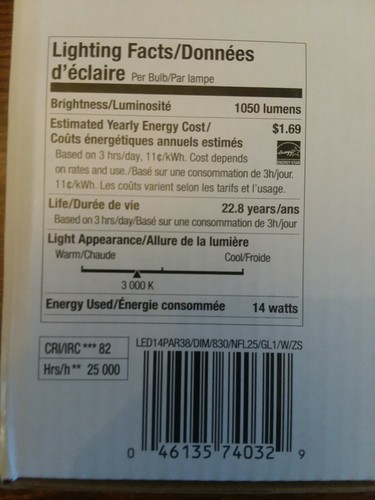 Lighting Facts/Données
d'éclaire Per Bulb/Par lampe
Brightness/Luminosité 1050 lumens
Estimated Yearly Energy Cost/ $1.69
Coûts énergétiques annuels estimés
Based on 3 hrs/day, 11¢/kWh. Cost depends
on rates and use./Basé sur une consommation de 3h/jour.
ENERGY STAR
11¢/kWh. Les coûts varient selon les tarifs et l'usage.
Life/Durée de vie 22.8 years/ans
Based on 3 hrs/day/Basé sur une consommation de 3h/jour
Light Appearance/Allure de la lumière
Warm/Chaude Cool/Froide
3 000 K
Energy Used/Énergie consommée 14 watts
CRI/IRC *** 82
Hrs/h** 25 000
LED14PAR38/DIM/830/NFL25/GL1/W/ZS
0 46135 74032 9